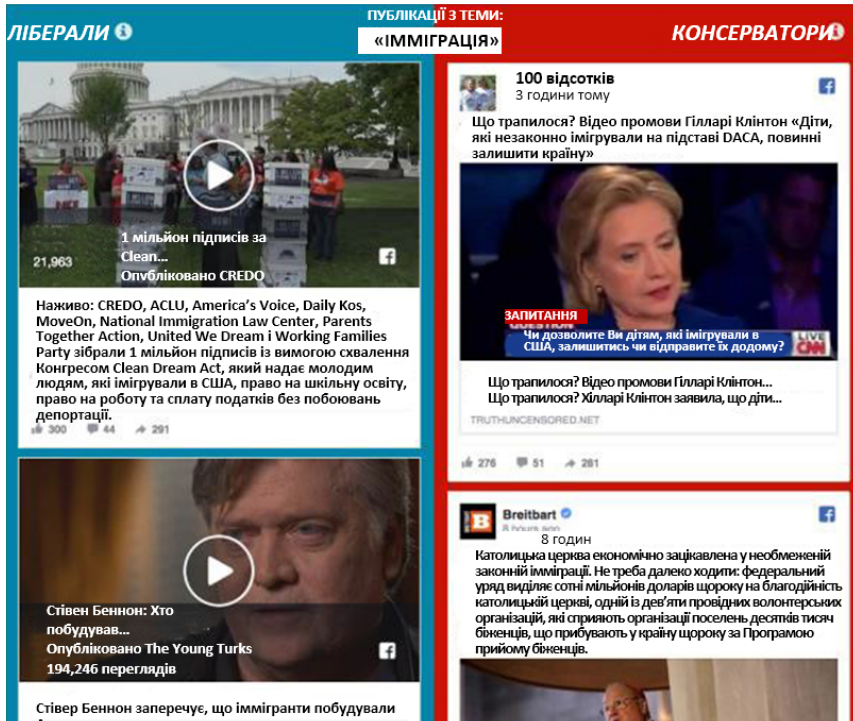 ПУБЛІКАЦІЇ З ТЕМИ:
«ІММІГРАЦІЯ»
ЛІБЕРАЛИ
КОНСЕРВАТОРИ
21,963
1 мільйон підписів за
Clean...
Опубліковано CREDO
Наживо: CREDO, ACLU, America's Voice, Daily Kos,
MoveOn, National Immigration Law Center, Parents
Together Action, United We Dream і Working Families
Party зібрали 1 мільйон підписів із вимогою схвалення
Конгресом Clean Dream Act, який надає молодим
людям, які імігрували в США, право на шкільну освіту,
право на роботу та сплату податків без побоювань
депортації.
300 44 291
Стівен Беннон: Хто
побудував...
Опубліковано The Young Turks
194,246 переглядів
Стівер Беннон заперечує, що іммігранти побудували
100 відсотків
3 години тому
Що трапилося? Відео промови Гілларі Клінтон «Діти,
які незаконно імігрували на підставі DACA, повинні
залишити країну»
ЗАПИТАННЯ
QUESTION
Чи дозволите Ви дітям, які імігрували в
США, залишитись чи відправите їх додому?
LIVE
CNN
Що трапилося? Відео промови Гілларі Клінтон...
Що трапилося? Хілларі Клінтон заявила, що діти...
TRUTHUNCENSORED.NET
276 51 281
Breitbart
8 hours ago
8 годин
Католицька церква економічно зацікавлена у необмеженій
законній імміграції. Не треба далеко ходити: федеральний
уряд виділяє сотні мільйонів доларів щороку на благодійність
католицькій церкві, одній із дев'яти провідних волонтерських
організацій, які сприяють організації поселень десятків тисяч
біженців, що прибувають у країну щороку за Програмою
прийому біженців.